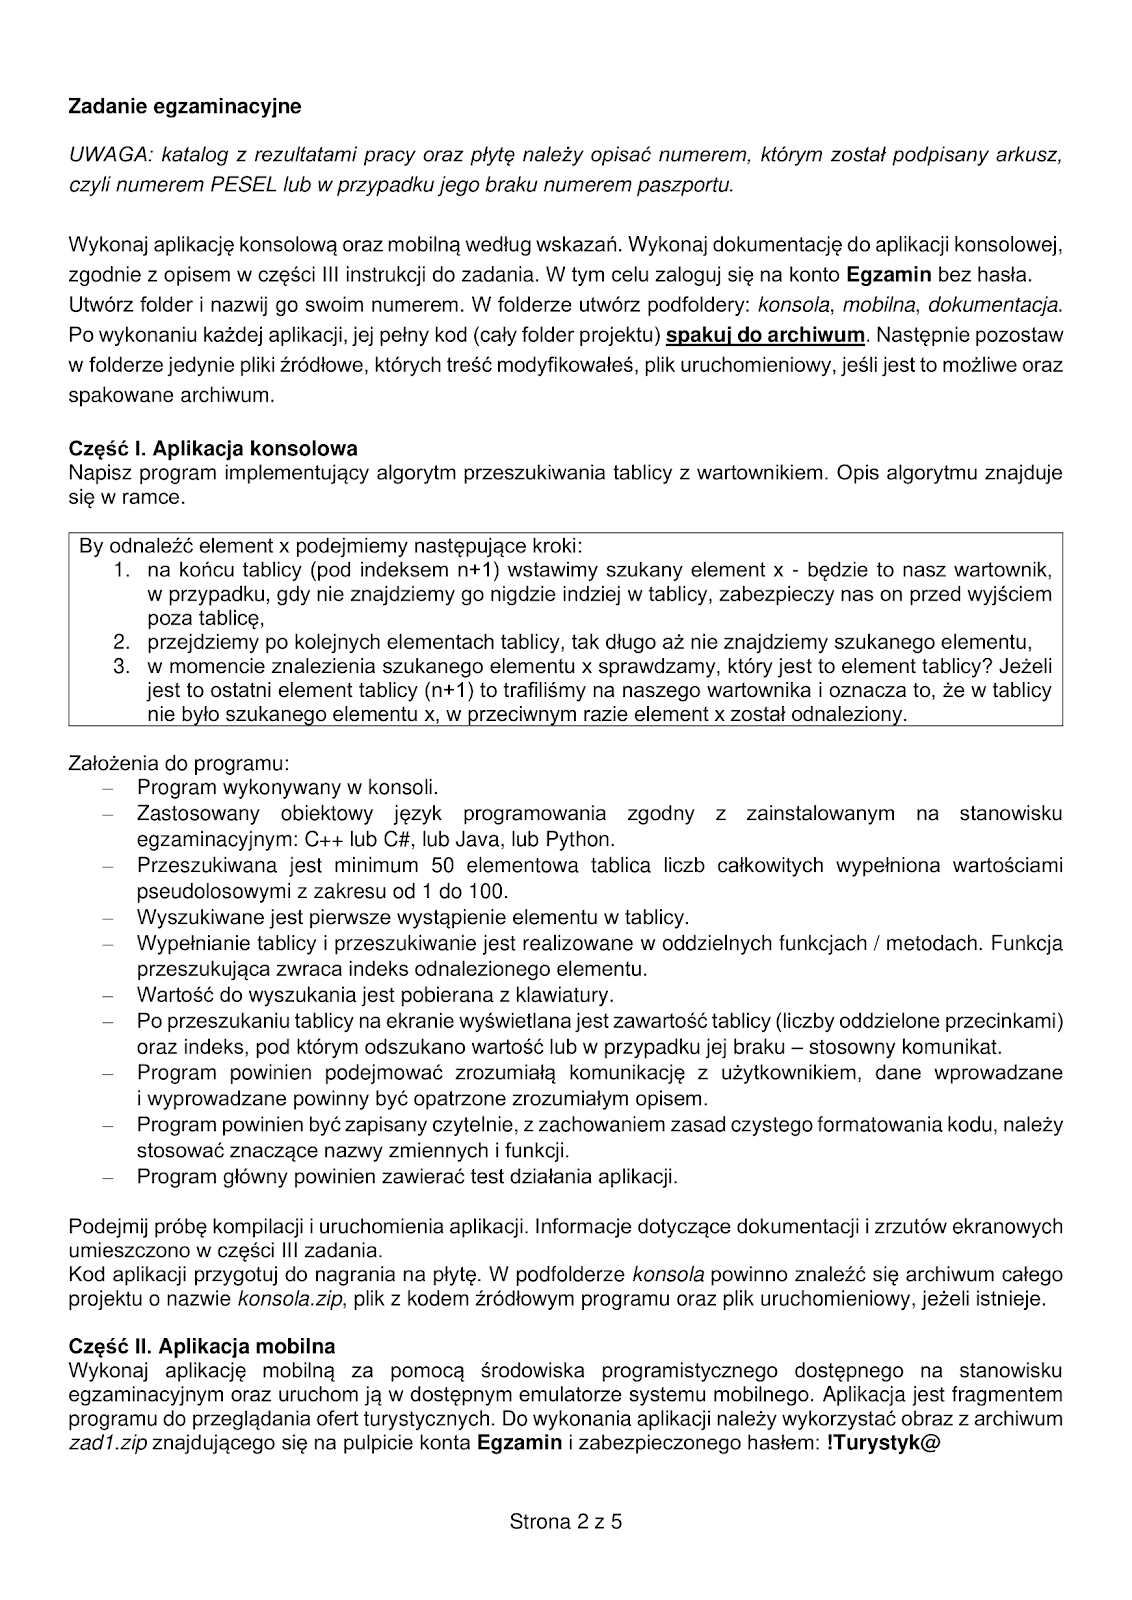 Zadanie egzaminacyjne
UWAGA: katalog z rezultatami pracy oraz płytę należy opisać numerem, którym został podpisany arkusz,
czyli numerem PESEL lub w przypadku jego braku numerem paszportu.
Wykonaj aplikację konsolową oraz mobilną według wskazań. Wykonaj dokumentację do aplikacji konsolowej,
zgodnie z opisem w części III instrukcji do zadania. W tym celu zaloguj się na konto Egzamin bez hasła.
Utwórz folder i nazwij go swoim numerem. W folderze utwórz podfoldery: konsola, mobilna, dokumentacja.
Po wykonaniu każdej aplikacji, jej pełny kod (cały folder projektu) spakuj do archiwum. Następnie pozostaw
w folderze jedynie pliki źródłowe, których treść modyfikowałeś, plik uruchomieniowy, jeśli jest to możliwe oraz
spakowane archiwum.
Część I. Aplikacja konsolowa
Napisz program implementujący algorytm przeszukiwania tablicy z wartownikiem. Opis algorytmu znajduje
się w ramce.
By odnaleźć element x podejmiemy następujące kroki:
1. na końcu tablicy (pod indeksem n+1) wstawimy szukany element x - będzie to nasz wartownik,
w przypadku, gdy nie znajdziemy go nigdzie indziej w tablicy, zabezpieczy nas on przed wyjściem
poza tablicę,
2. przejdziemy po kolejnych elementach tablicy, tak długo aż nie znajdziemy szukanego elementu,
3. w momencie znalezienia szukanego elementu x sprawdzamy, który jest to element tablicy? Jeżeli
jest to ostatni element tablicy (n+1) to trafiliśmy na naszego wartownika i oznacza to, że w tablicy
nie było szukanego elementu x, w przeciwnym razie element x został odnaleziony.
Założenia do programu:
– Program wykonywany w konsoli.
– Zastosowany obiektowy język programowania zgodny z zainstalowanym na stanowisku
egzaminacyjnym: C++ lub C#, lub Java, lub Python.
– Przeszukiwana jest minimum 50 elementowa tablica liczb całkowitych wypełniona wartościami
pseudolosowymi z zakresu od 1 do 100.
– Wyszukiwane jest pierwsze wystąpienie elementu w tablicy.
– Wypełnianie tablicy i przeszukiwanie jest realizowane w oddzielnych funkcjach / metodach. Funkcja
przeszukująca zwraca indeks odnalezionego elementu.
– Wartość do wyszukania jest pobierana z klawiatury.
– Po przeszukaniu tablicy na ekranie wyświetlana jest zawartość tablicy (liczby oddzielone przecinkami)
oraz indeks, pod którym odszukano wartość lub w przypadku jej braku – stosowny komunikat.
– Program powinien podejmować zrozumiałą komunikację z użytkownikiem, dane wprowadzane
i wyprowadzane powinny być opatrzone zrozumiałym opisem.
– Program powinien być zapisany czytelnie, z zachowaniem zasad czystego formatowania kodu, należy
stosować znaczące nazwy zmiennych i funkcji.
– Program główny powinien zawierać test działania aplikacji.
Podejmij próbę kompilacji i uruchomienia aplikacji. Informacje dotyczące dokumentacji i zrzutów ekranowych
umieszczono w części III zadania.
Kod aplikacji przygotuj do nagrania na płytę. W podfolderze konsola powinno znaleźć się archiwum całego
projektu o nazwie konsola.zip, plik z kodem źródłowym programu oraz plik uruchomieniowy, jeżeli istnieje.
Część II. Aplikacja mobilna
Wykonaj aplikację mobilną za pomocą środowiska programistycznego dostępnego na stanowisku
egzaminacyjnym oraz uruchom ją w dostępnym emulatorze systemu mobilnego. Aplikacja jest fragmentem
programu do przeglądania ofert turystycznych. Do wykonania aplikacji należy wykorzystać obraz z archiwum
zad1.zip znajdującego się na pulpicie konta Egzamin i zabezpieczonego hasłem: !Turystyk@
Strona 2 z 5